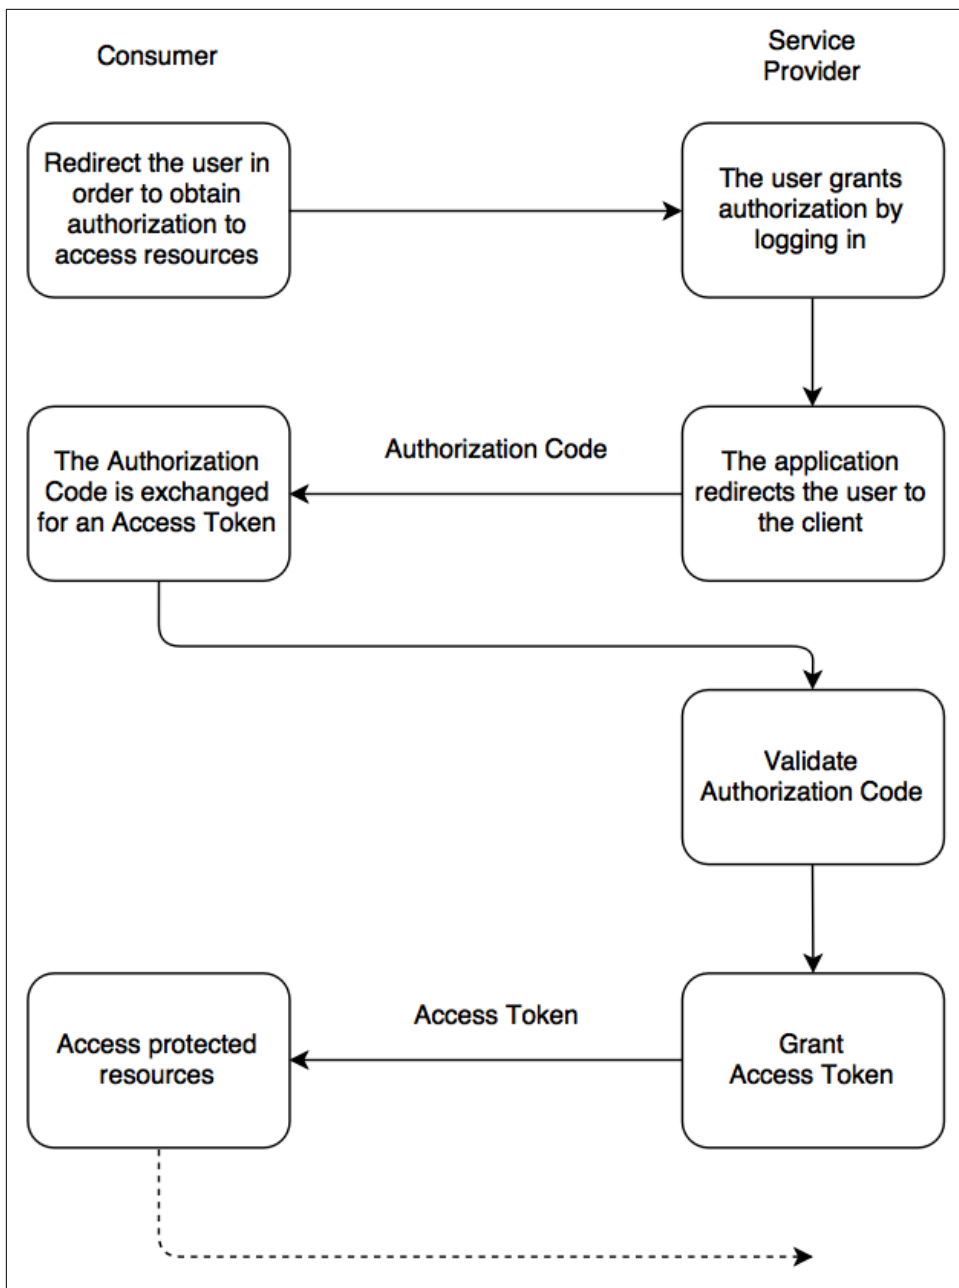 Consumer
Service
Provider
Redirect the user in
order to obtain
authorization to
access resources
The user grants
authorization by
logging in
The Authorization
Code is exchanged
for an Access Token
Authorization Code
The application
redirects the user to
the client
Validate
Authorization Code
Access protected
resources
Access Token
Grant
Access Token